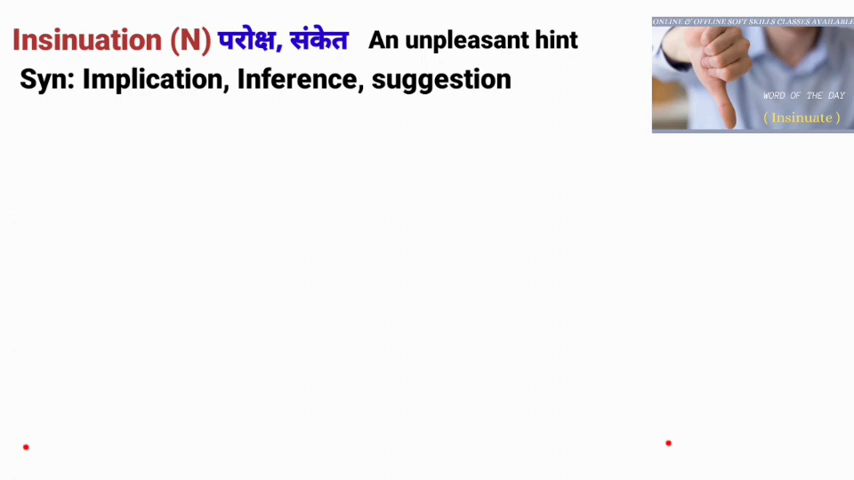 Insinuation (N) परोक्ष, संकेत An unpleasant hint
Syn: Implication, Inference, suggestion
ONLINE & OFFLINE SOFT SKILLS CLASSES AVAILABLE
WORD OF THE DAY
( Insinuate )